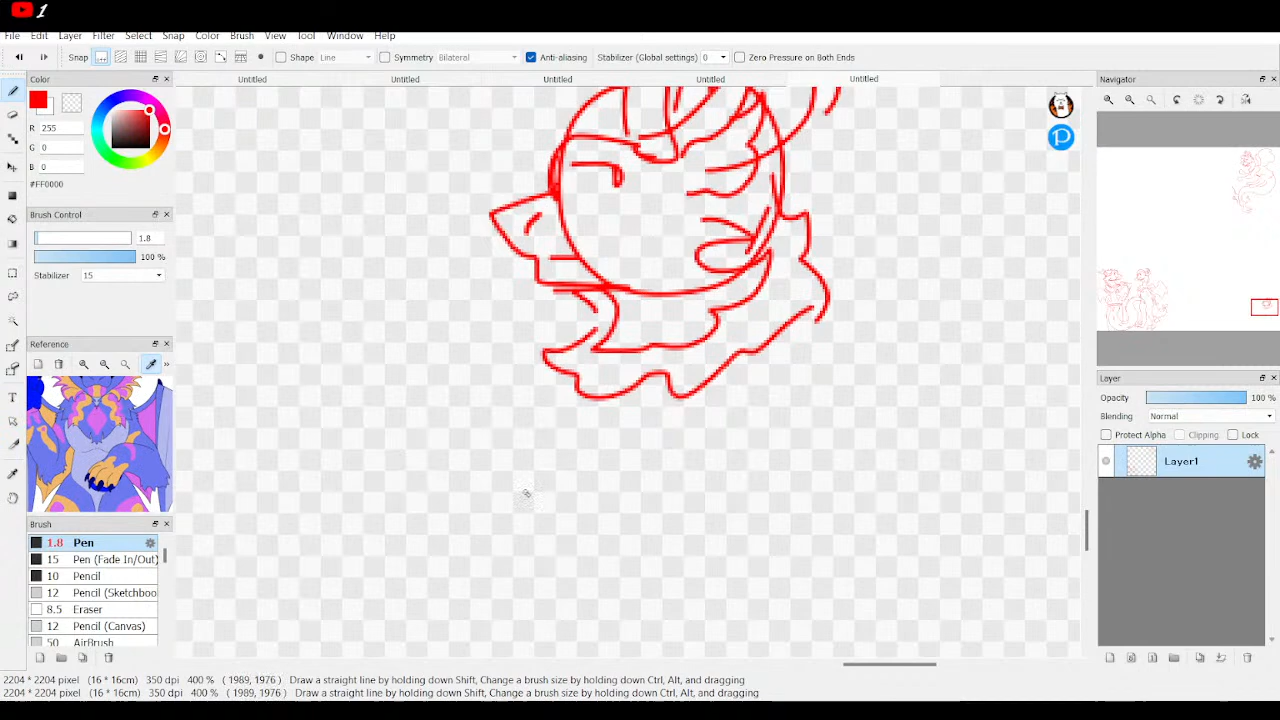 1
File Edit Layer Filter Select Snap Color Brush View Tool Window Help
Snap Shape Line Symmetry Bilateral Anti-aliasing Stabilizer (Global settings) 0 Zero Pressure on Both Ends
Color
Untitled Untitled Untitled Untitled Untitled
Navigator
R 255
G 0
B 0
#FF0000
Brush Control
1.8
100 %
Stabilizer 15
Reference
»
Layer
Opacity 100 %
Blending Normal
Protect Alpha Clipping Lock
Layer1
Brush
1.8 Pen
15 Pen (Fade In/Out)
10 Pencil
12 Pencil (Sketchboo
8.5 Eraser
12 Pencil (Canvas)
50 AirBrush
2204 * 2204 pixel (16 * 16cm) 350 dpi 400 % ( 1989, 1976 ) Draw a straight line by holding down Shift, Change a brush size by holding down Ctrl, Alt, and dragging
2204 * 2204 pixel (16 * 16cm) 350 dpi 400 % ( 1989, 1976 ) Draw a straight line by holding down Shift, Change a brush size by holding down Ctrl, Alt, and dragging